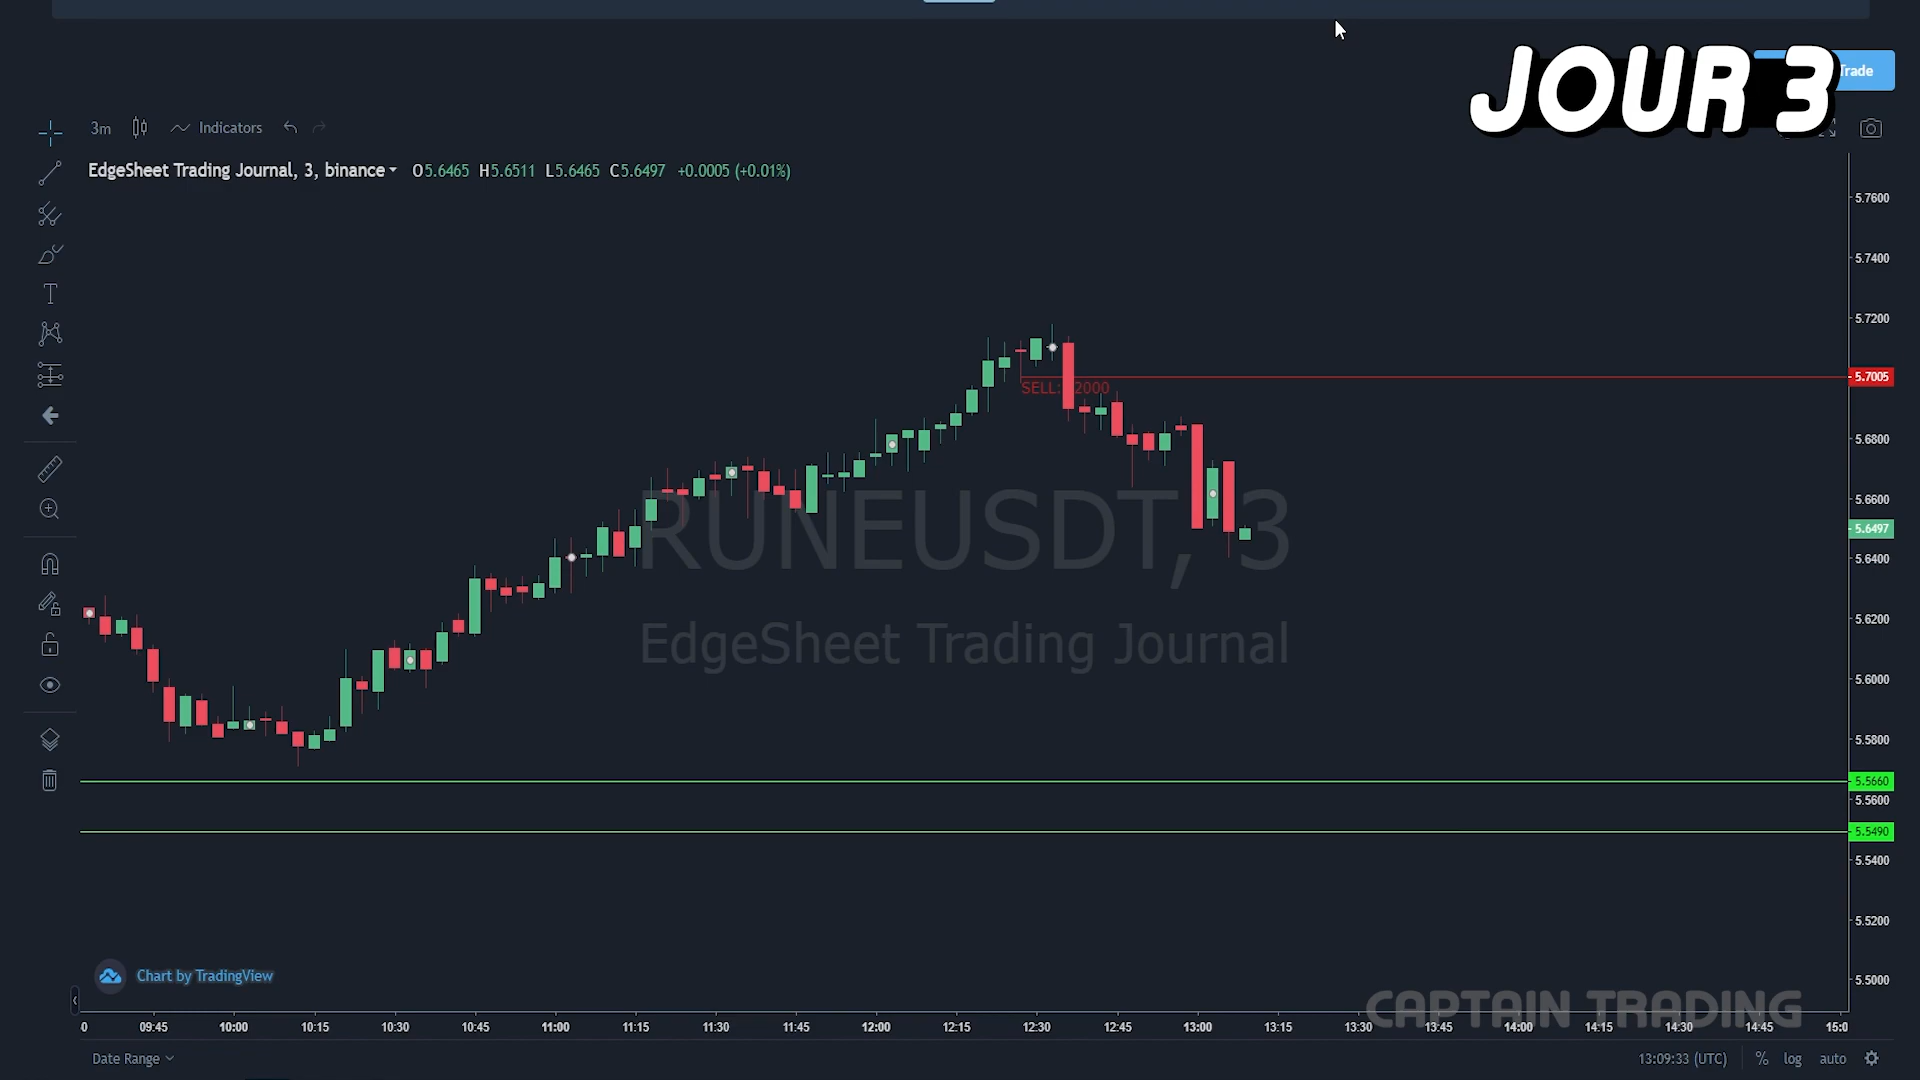 JOUR 3
Trade
3m Indicators
EdgeSheet Trading Journal, 3, binance O5.6465 H5.6511 L5.6465 C5.6497 +0.0005 (+0.01%)
5.7600
5.7400
5.7200
5.7005
SELL: 2000
5.6800
5.6600
RUNEUSDT, 3
5.6497
5.6400
5.6200
EdgeSheet Trading Journal
5.6000
5.5800
5.5660
5.5600
5.5490
5.5400
5.5200
Chart by TradingView
5.5000
CAPTAIN TRADING
0 09:45 10:00 10:15 10:30 10:45 11:00 11:15 11:30 11:45 12:00 12:15 12:30 12:45 13:00 13:15 13:30 13:45 14:00 14:15 14:30 14:45 15:0
Date Range 13:09:33 (UTC) % log auto